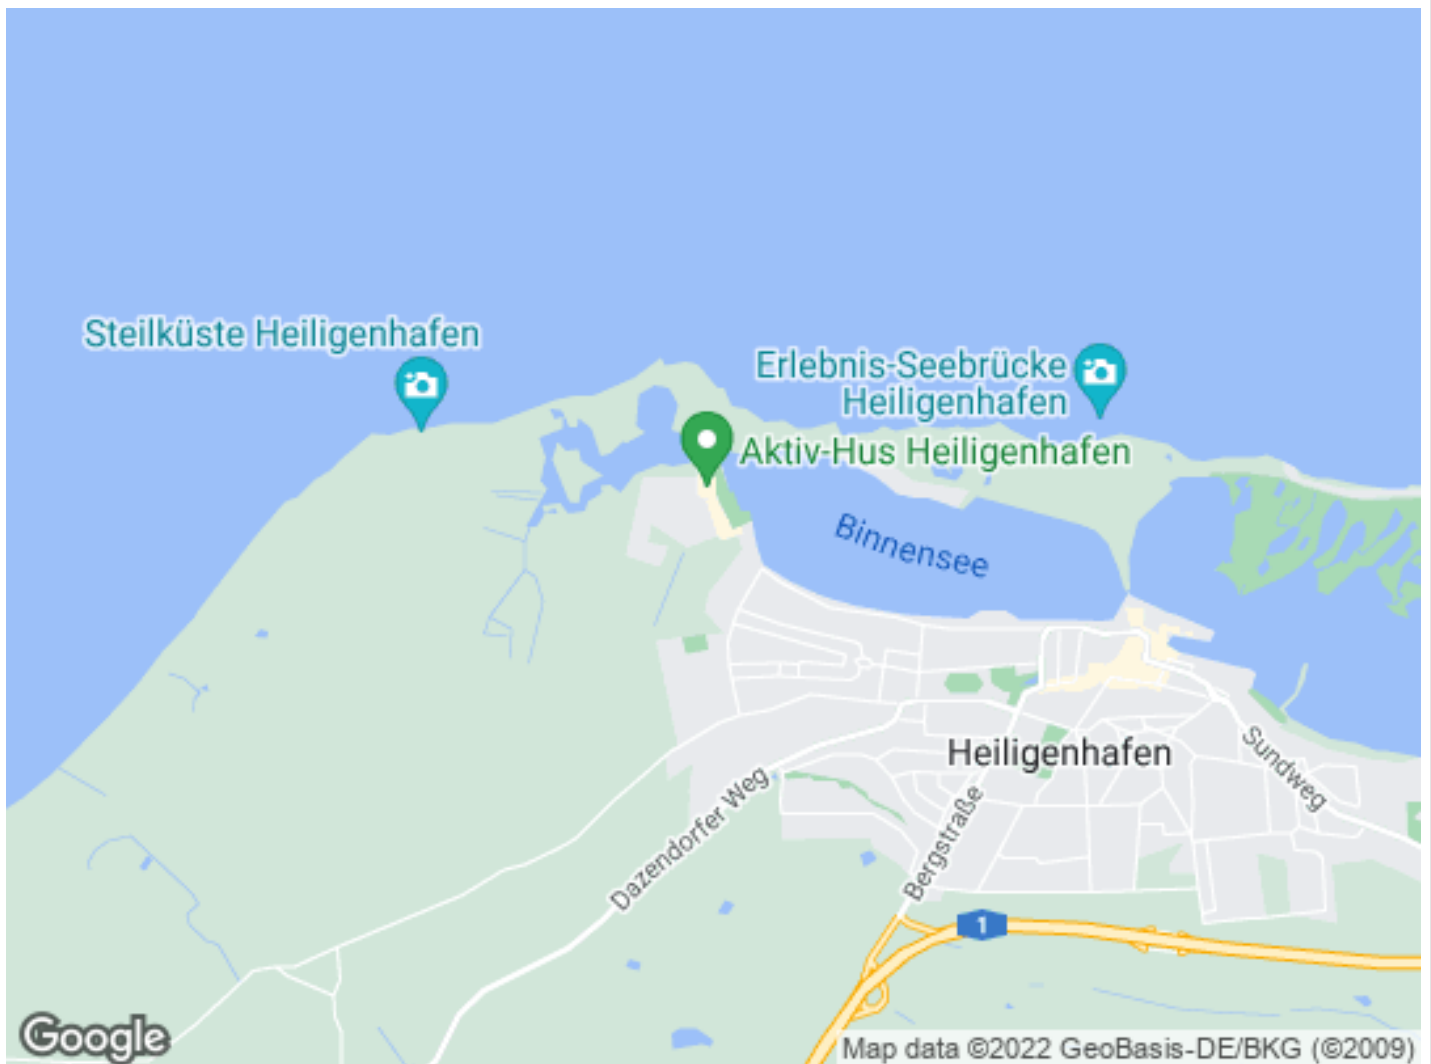 Steilküste Heiligenhafen
Erlebnis-Seebrücke
Heiligenhafen
Aktiv-Hus Heiligenhafen
Binnensee
Heiligenhafen
Sundweg
Dazendorfer Weg
Bergstraße
1
Google
Map data ©2022 GeoBasis-DE/BKG (©2009)